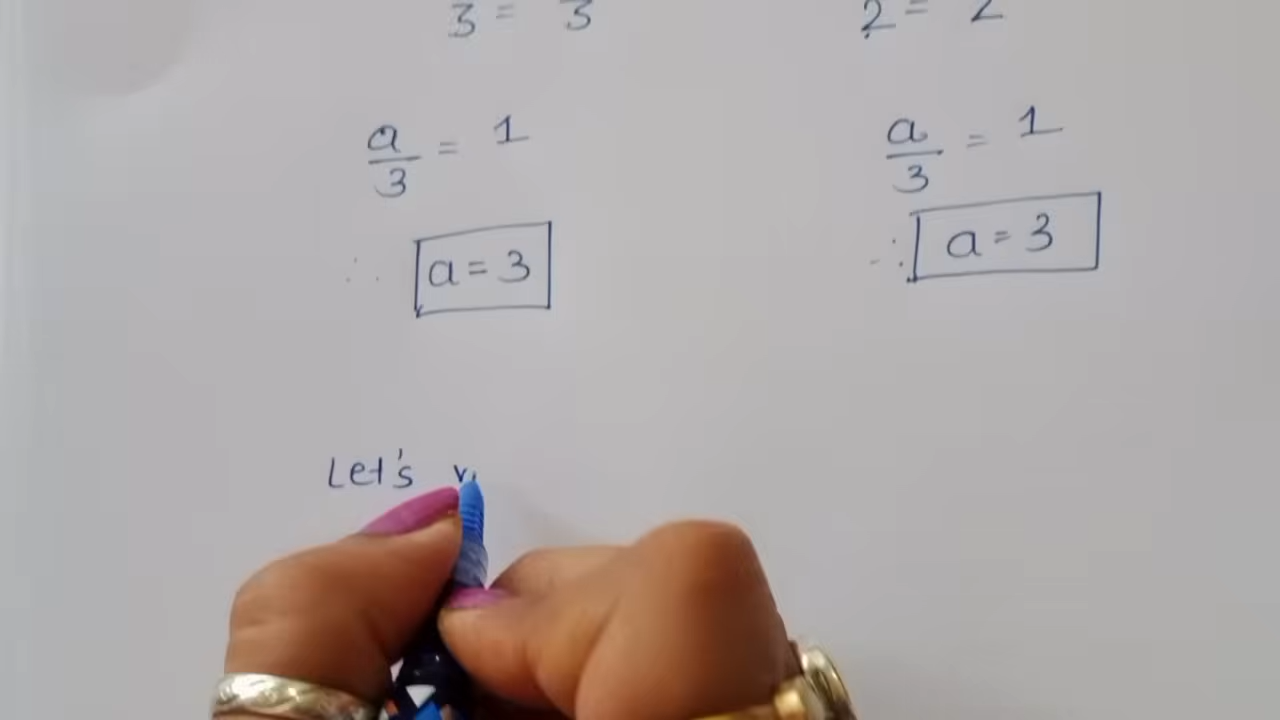 3 = 3
a/3 = 1
∴ a = 3
2 = 2
a/3 = 1
∴ a = 3
Let's